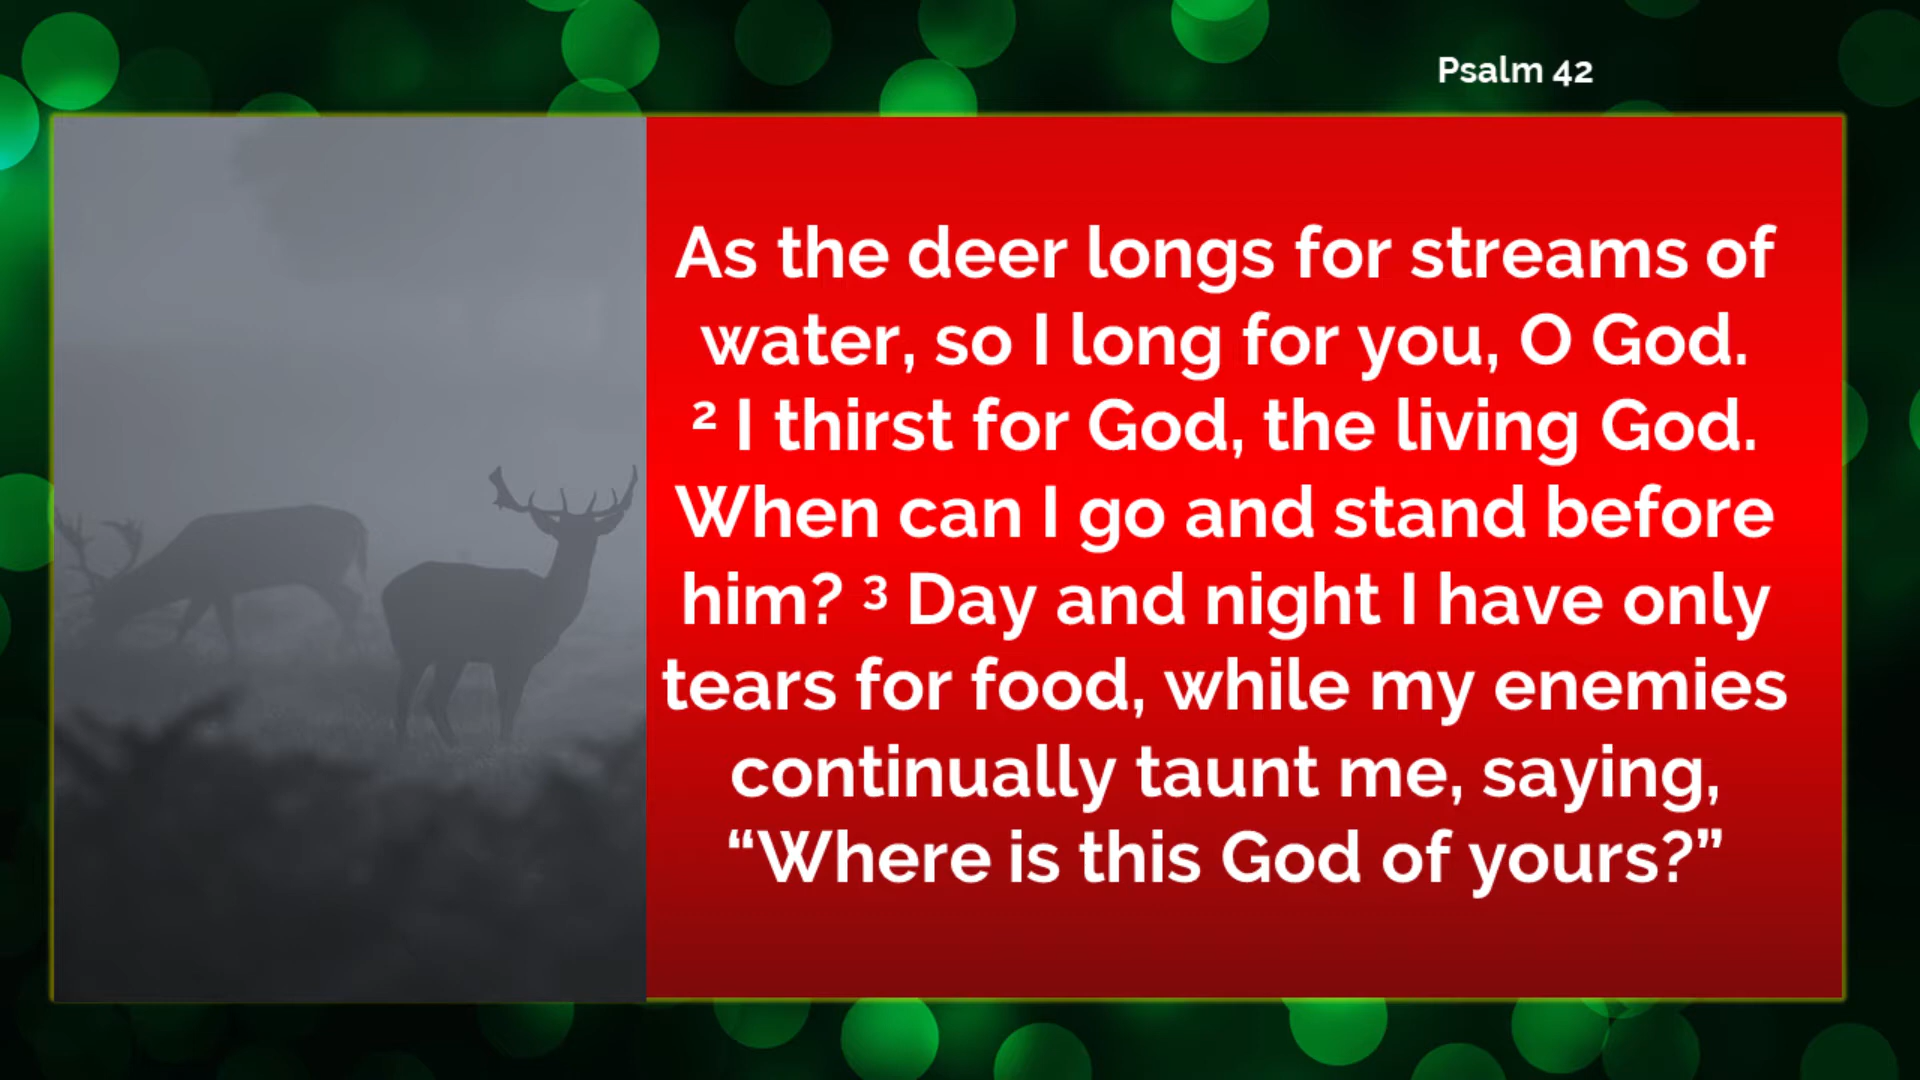 Psalm 42
As the deer longs for streams of
water, so I long for you, O God.
² I thirst for God, the living God.
When can I go and stand before
him? ³ Day and night I have only
tears for food, while my enemies
continually taunt me, saying,
“Where is this God of yours?”